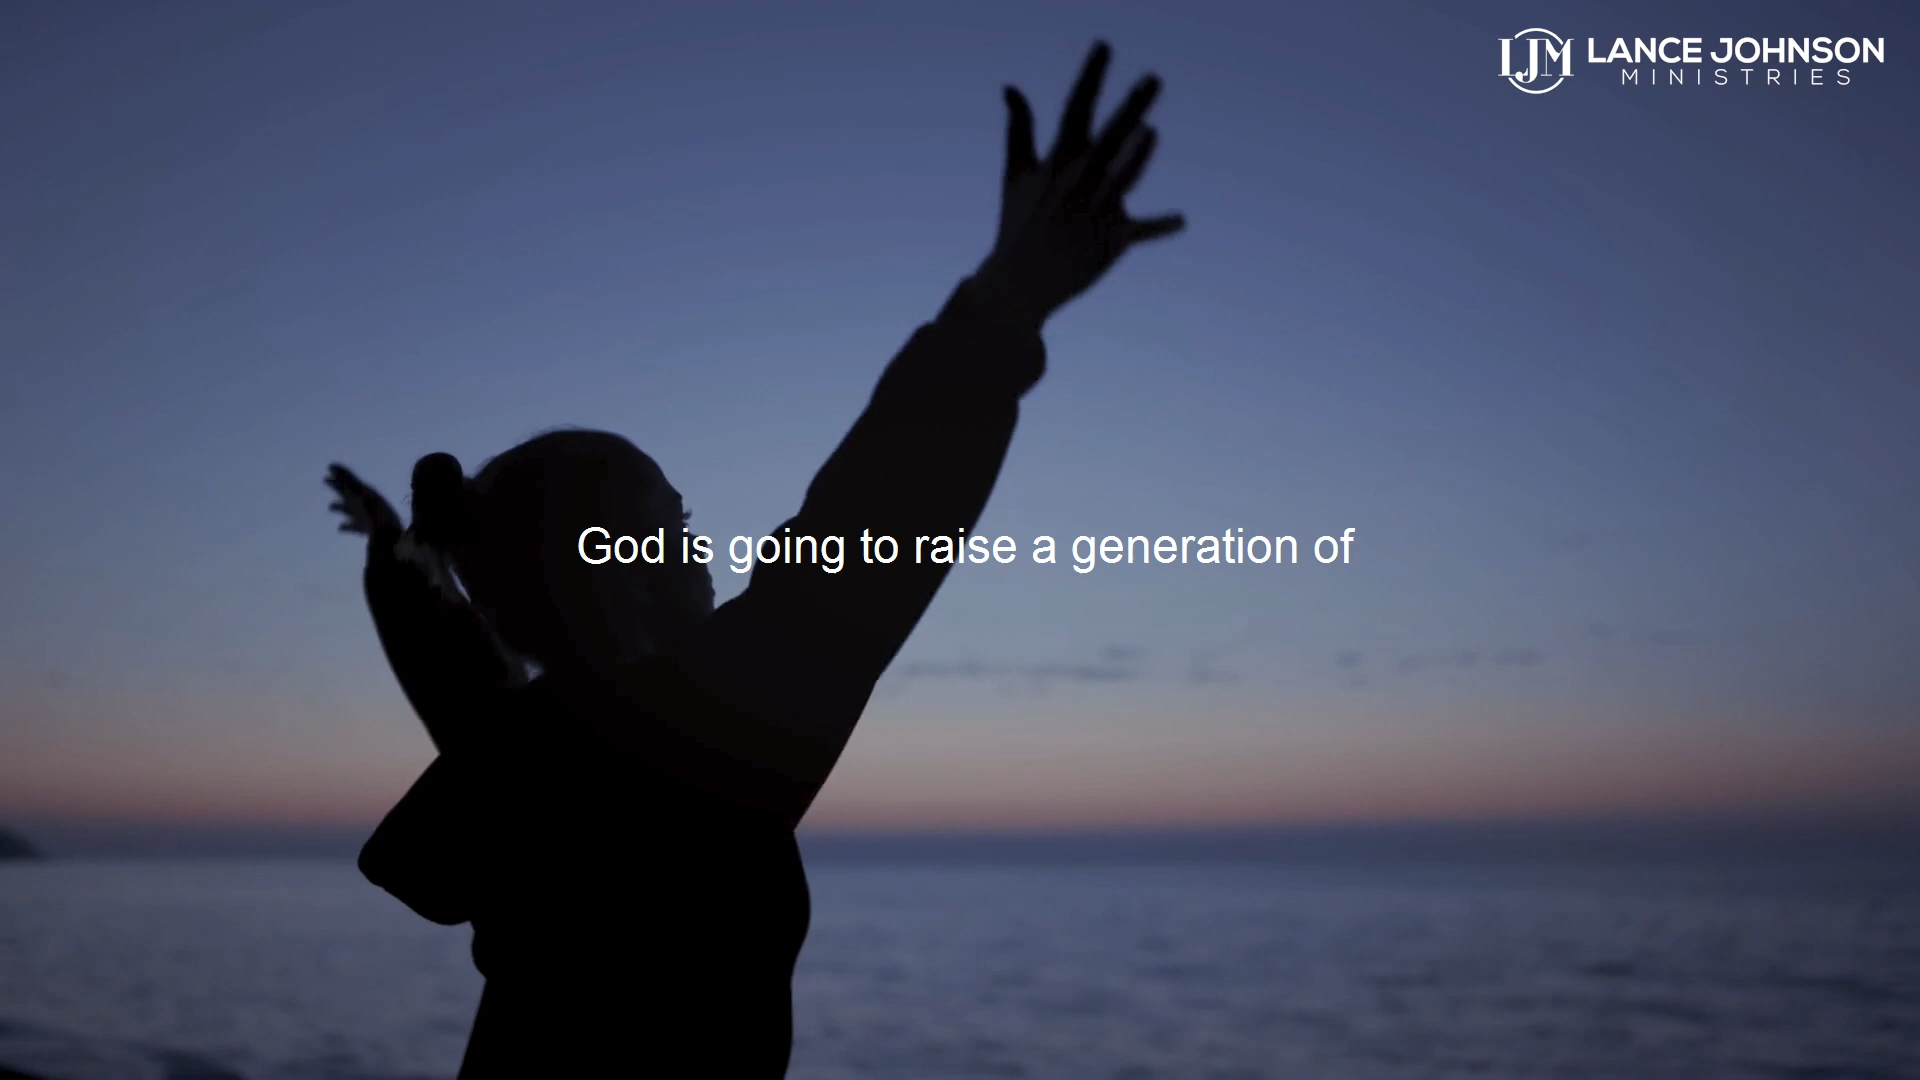 LJM LANCE JOHNSON
MINISTRIES
God is going to raise a generation of